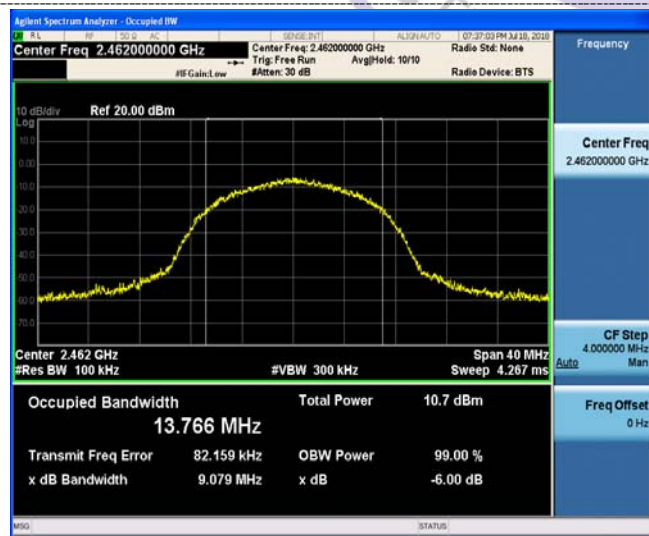 Agilent Spectrum Analyzer - Occupied BW
RL RF 50 Ω AC SENSE:INT ALIGN AUTO 07:37:03 PM Jul 18, 2018
Center Freq 2.462000000 GHz
Center Freq: 2.462000000 GHz Radio Std: None
Trig: Free Run Avg|Hold: 10/10
#IFGain:Low #Atten: 30 dB Radio Device: BTS
10 dB/div Ref 20.00 dBm
Log
10.0
0.00
-10.0
-20.0
-30.0
-40.0
-50.0
-60.0
-70.0
Center 2.462 GHz Span 40 MHz
#Res BW 100 kHz #VBW 300 kHz Sweep 4.267 ms
Occupied Bandwidth Total Power 10.7 dBm
13.766 MHz
Transmit Freq Error 82.159 kHz OBW Power 99.00 %
x dB Bandwidth 9.079 MHz x dB -6.00 dB
MSG STATUS
Frequency
Center Freq
2.462000000 GHz
CF Step
4.000000 MHz
Auto Man
Freq Offset
0 Hz